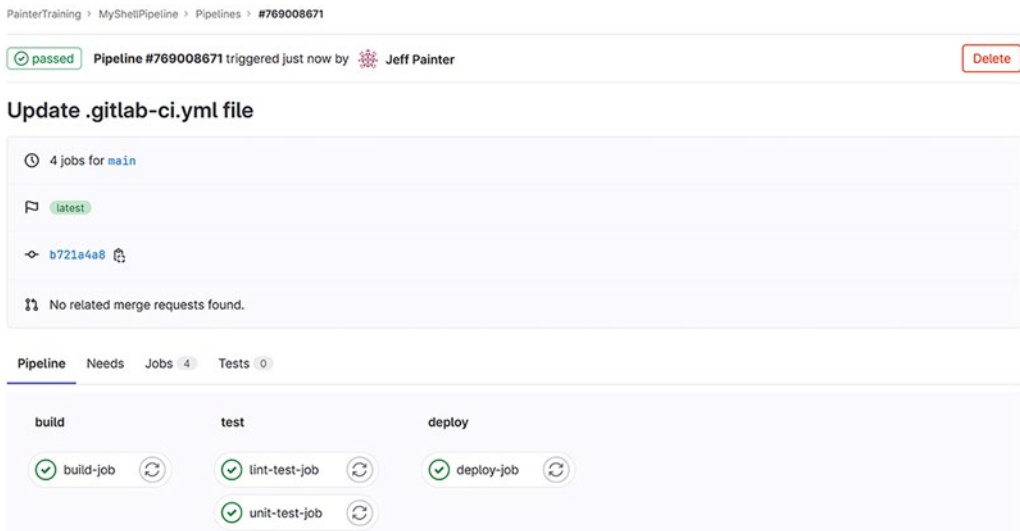 PainterTraining > MyShellPipeline > Pipelines > #769008671
passed Pipeline #769008671 triggered just now by Jeff Painter Delete
Update .gitlab-ci.yml file
4 jobs for main
latest
b721a4a8
No related merge requests found.
Pipeline Needs Jobs 4 Tests 0
build test deploy
build-job lint-test-job deploy-job
unit-test-job